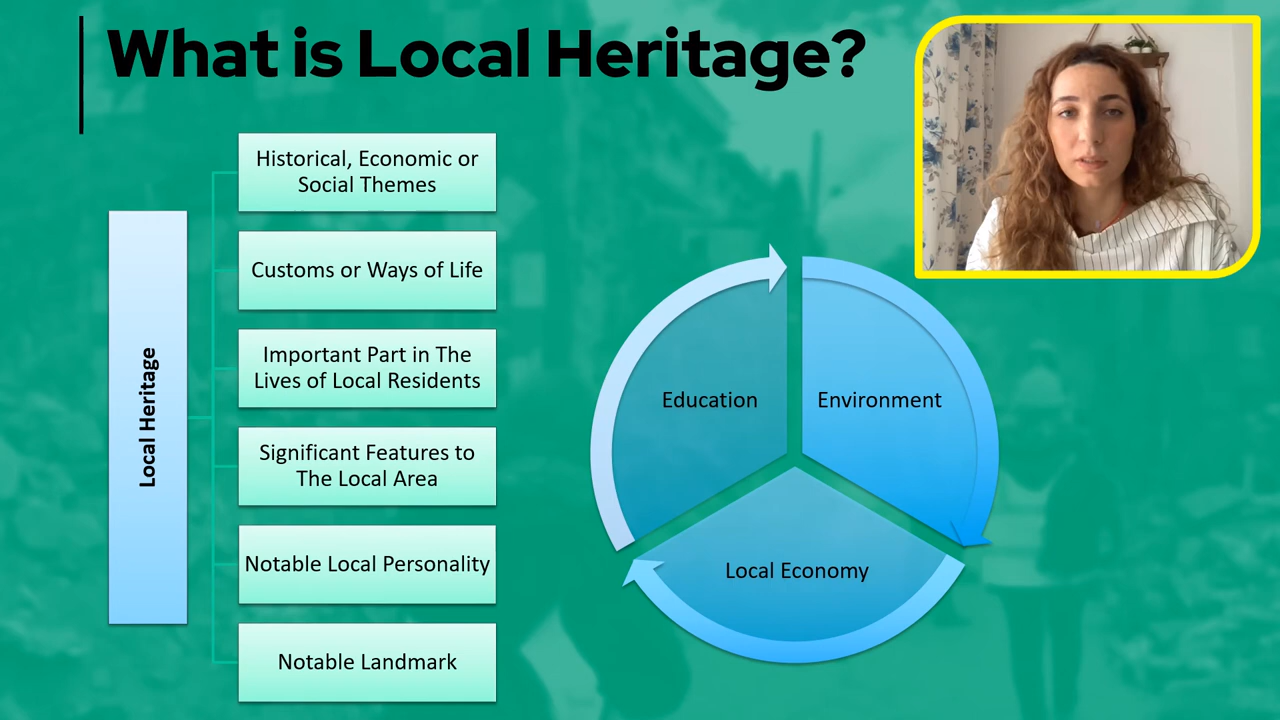 What is Local Heritage?
Local Heritage
Historical, Economic or
Social Themes
Customs or Ways of Life
Important Part in The
Lives of Local Residents
Significant Features to
The Local Area
Notable Local Personality
Notable Landmark
Education
Environment
Local Economy